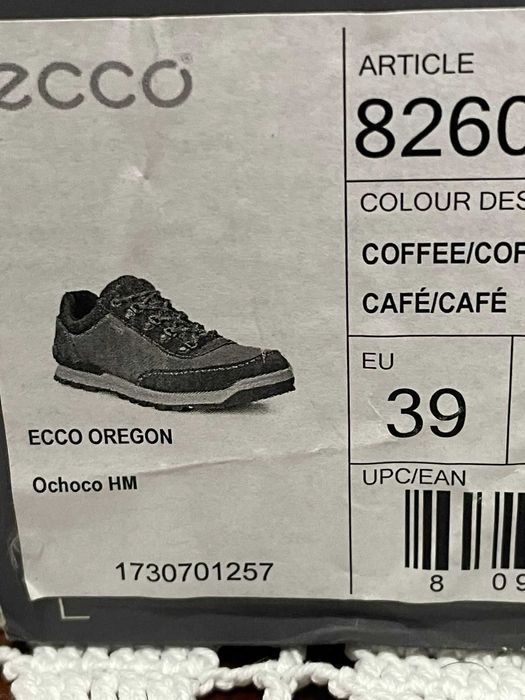 ecco
ECCO OREGON
Ochoco HM
1730701257
L
ARTICLE
8260
COLOUR DES
COFFEE/COF
CAFÉ/CAFÉ
EU
39
UPC/EAN
8 09